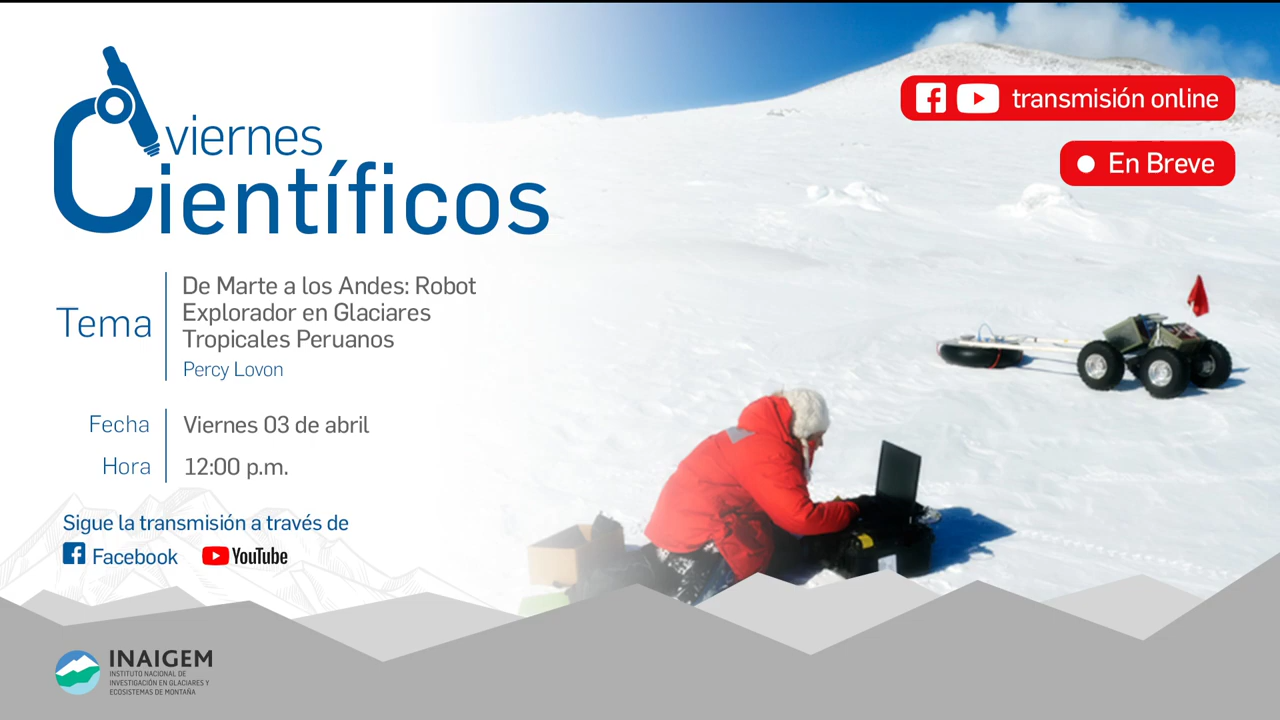 viernes
Científicos
transmisión online
En Breve
Tema
De Marte a los Andes: Robot
Explorador en Glaciares
Tropicales Peruanos
Percy Lovon
Fecha
Viernes 03 de abril
Hora
12:00 p.m.
Sigue la transmisión a través de
Facebook
YouTube
INAIGEM
INSTITUTO NACIONAL DE
INVESTIGACIÓN EN GLACIARES Y
ECOSISTEMAS DE MONTAÑA